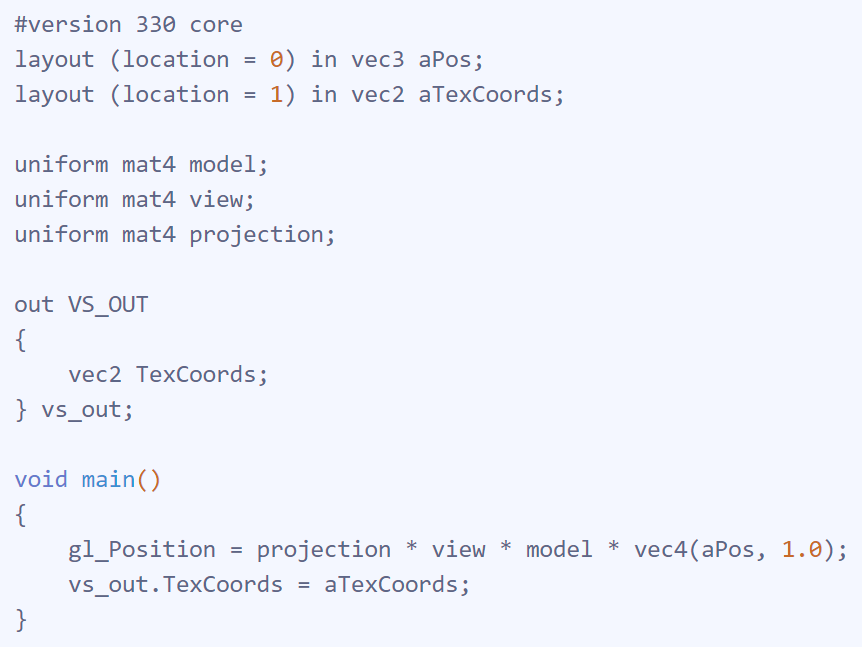 #version 330 core
layout (location = 0) in vec3 aPos;
layout (location = 1) in vec2 aTexCoords;

uniform mat4 model;
uniform mat4 view;
uniform mat4 projection;

out VS_OUT
{
    vec2 TexCoords;
} vs_out;

void main()
{
    gl_Position = projection * view * model * vec4(aPos, 1.0);
    vs_out.TexCoords = aTexCoords;
}